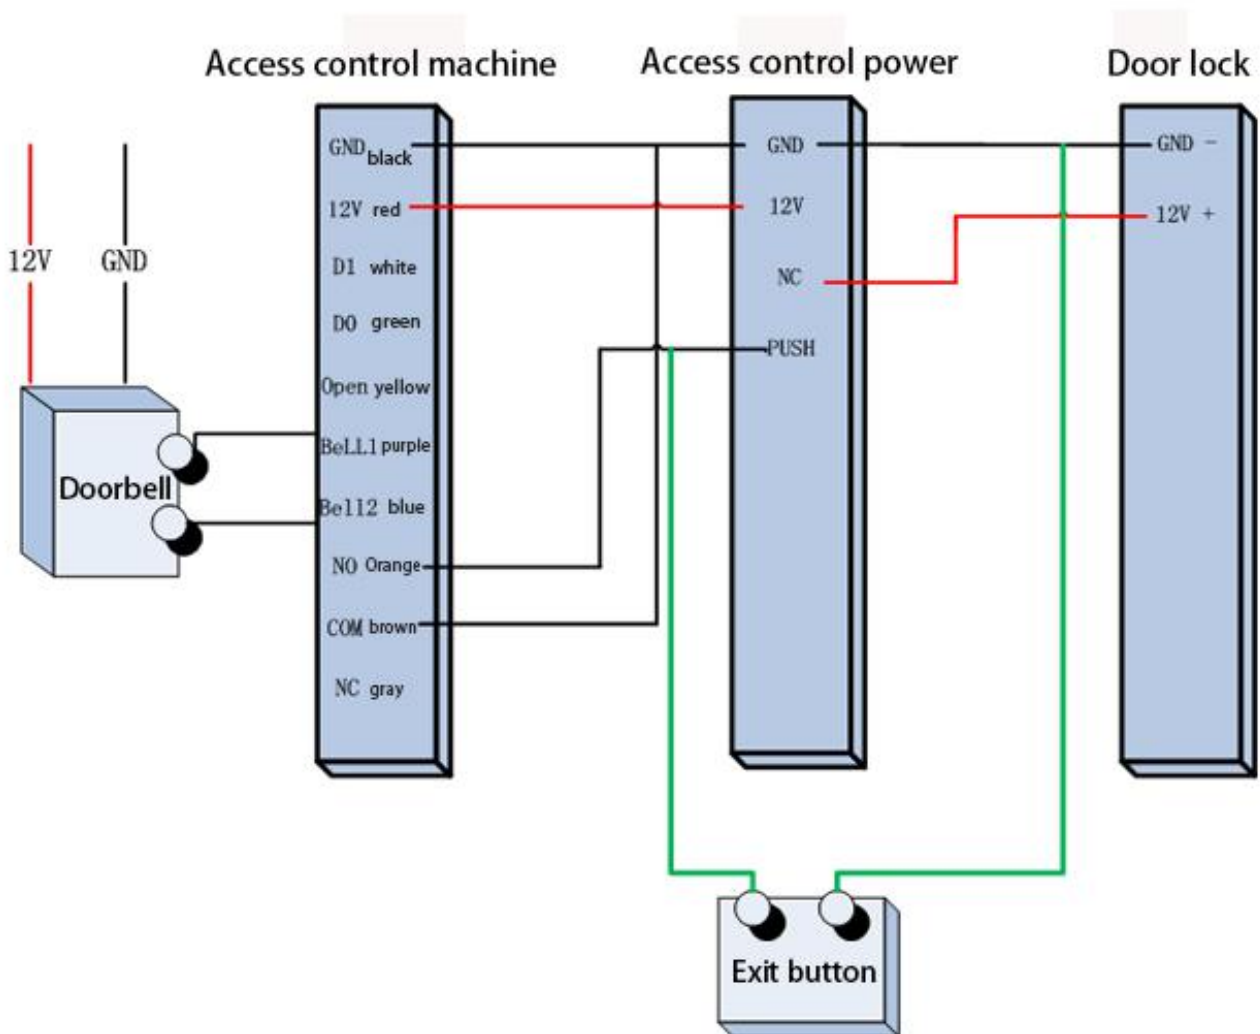 Access control machine
Access control power
Door lock
12V
GND
Doorbell
GND black
12V red
D1 white
D0 green
Open yellow
BeLL1 purple
Bell2 blue
NO Orange
COM brown
NC gray
GND
12V
NC
PUSH
GND -
12V +
Exit button